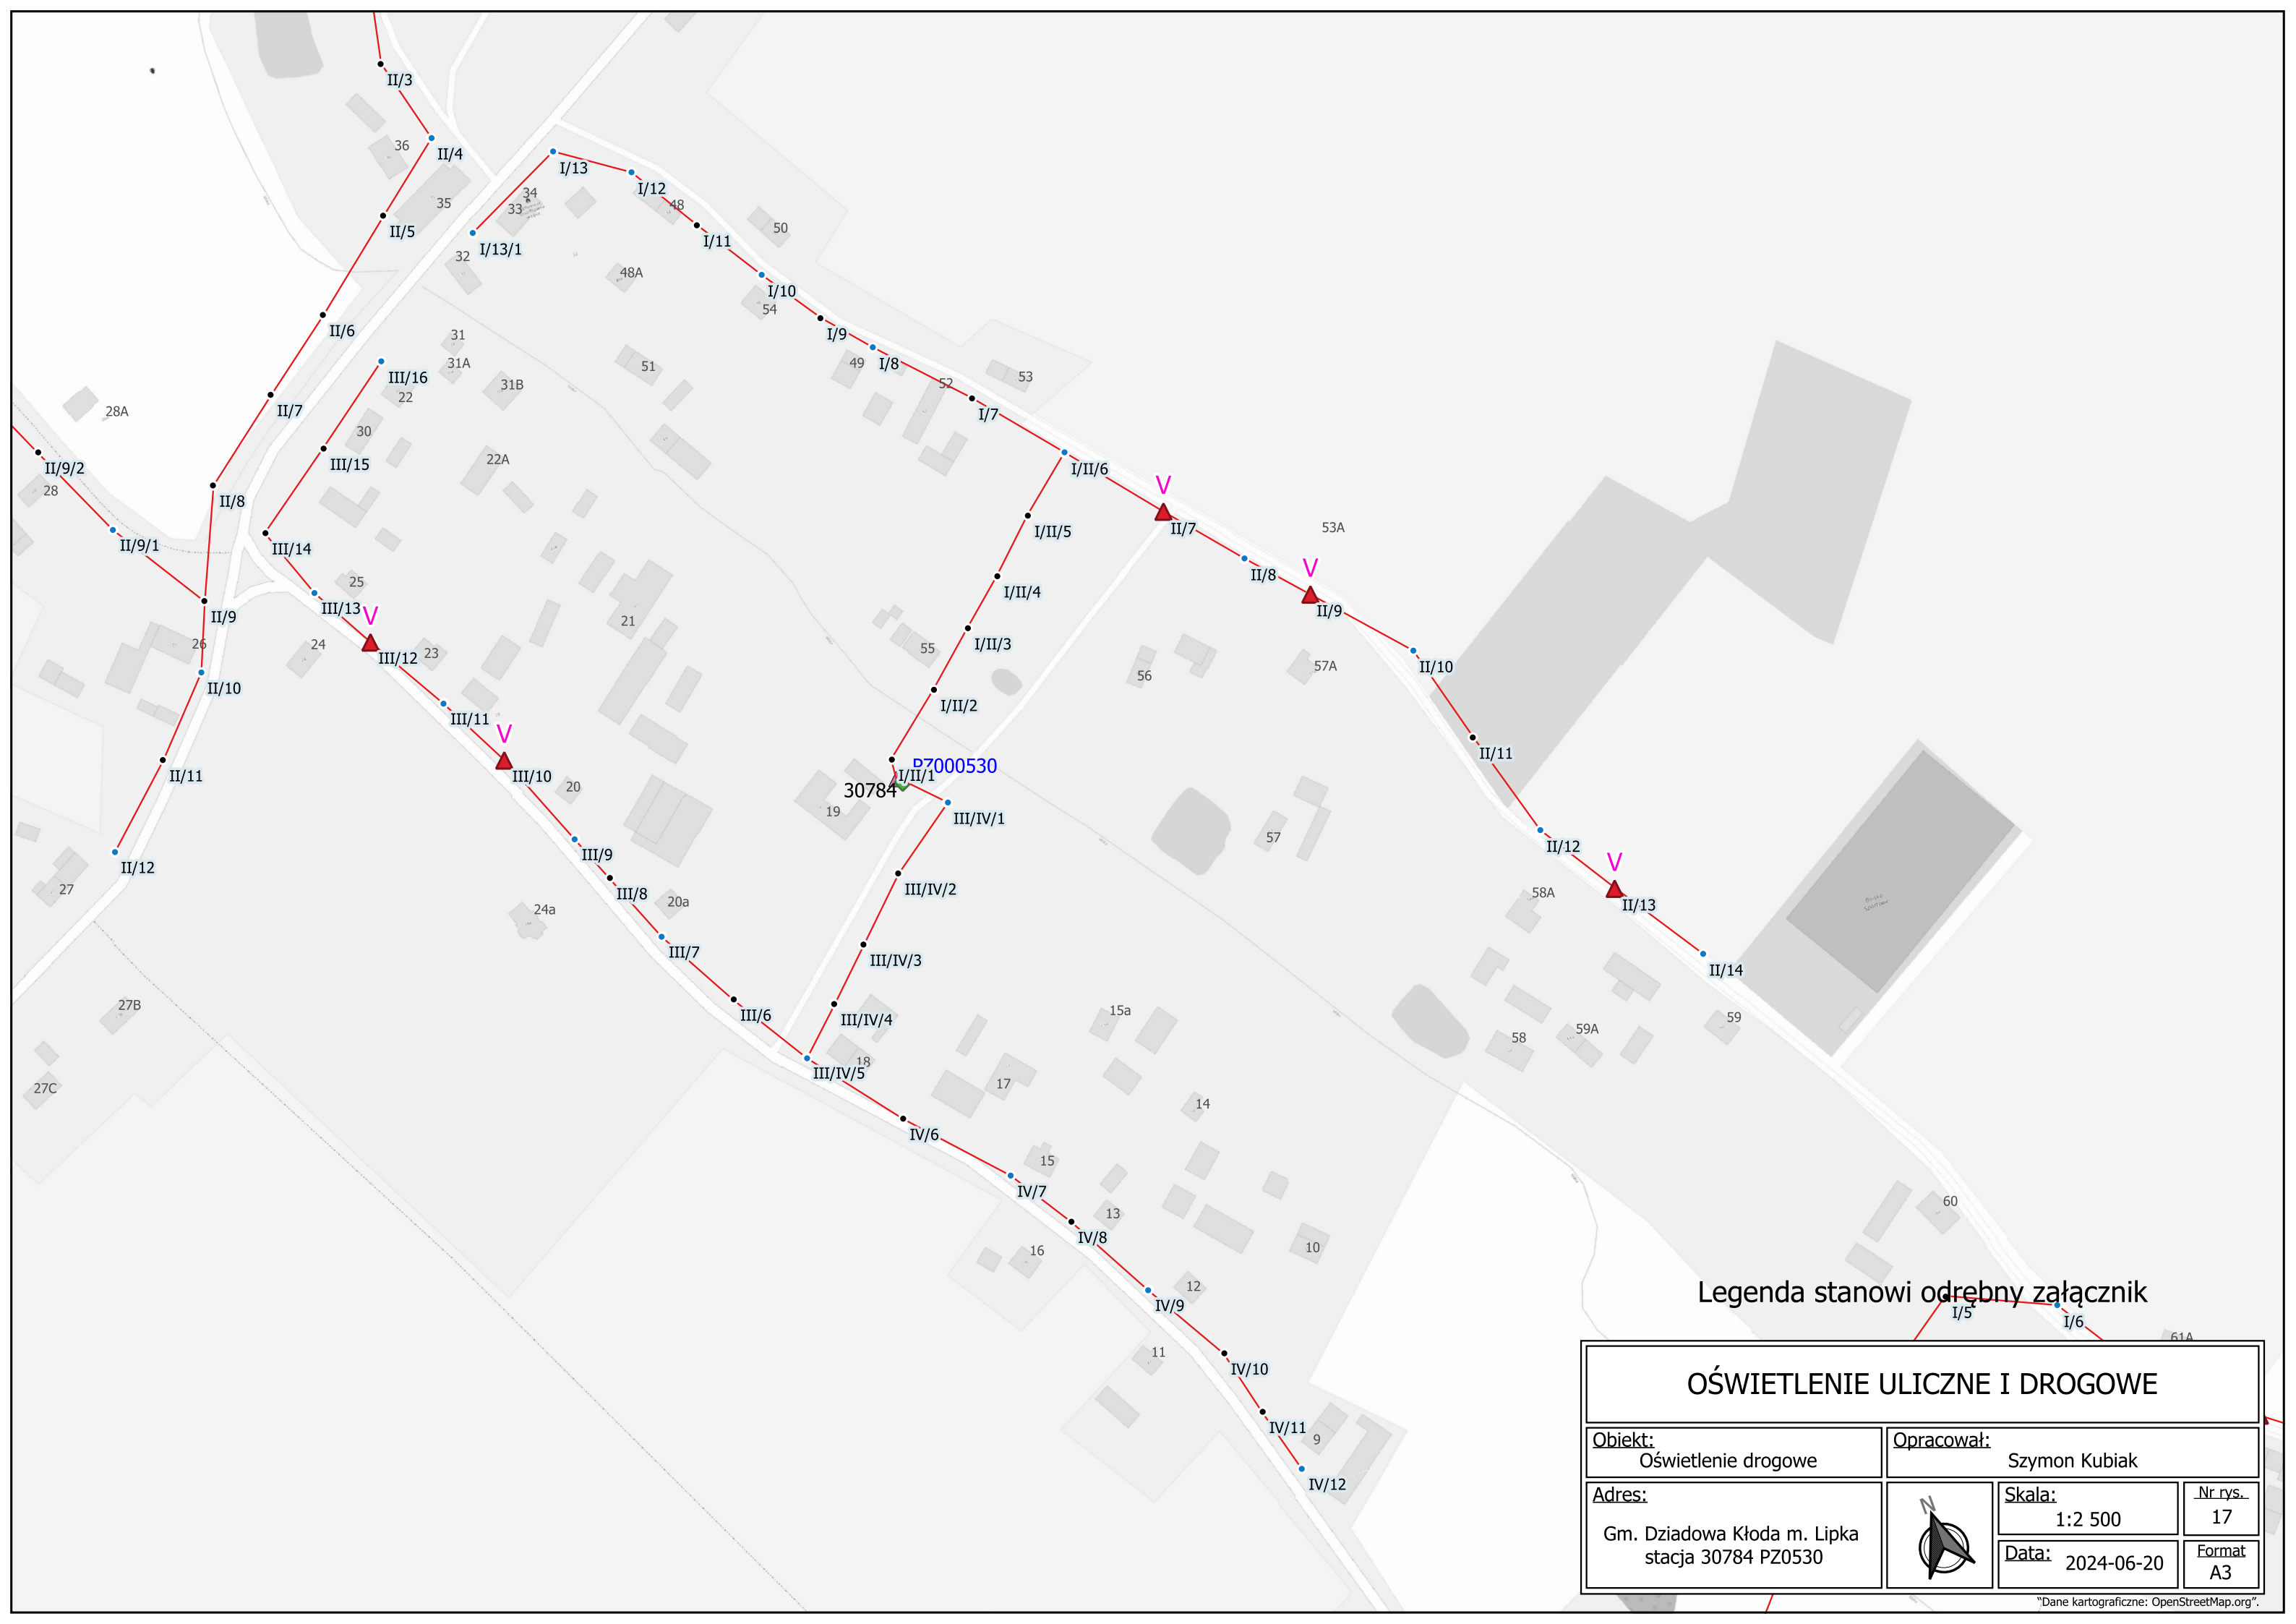 II/3
36
II/4
I/13
I/12
34
33
48
35
II/5
I/13/1
I/11
50
32
48A
I/10
54
II/6
31
I/9
III/16
31A
51
49
I/8
53
31B
52
22
28A
II/7
I/7
30
22A
III/15
II/9/2
28
I/II/6
V
II/8
II/7
53A
I/II/5
II/9/1
III/14
V
II/8
25
I/II/4
III/13
II/9
II/9
V
21
26
24
23
III/12
I/II/3
55
57A
II/10
56
II/10
I/II/2
III/11
V
II/11
II/11
PZ000530
III/10
I/II/1
20
30784
19
III/IV/1
57
II/12
III/9
V
II/12
27
III/8
III/IV/2
58A
20a
24a
II/13
III/7
III/IV/3
II/14
27B
III/6
III/IV/4
15a
59
59A
58
18
III/IV/5
17
27C
14
IV/6
15
IV/7
60
13
IV/8
16
10
12
IV/9
Legenda stanowi odrębny załącznik
I/5
I/6
61A
11
IV/10
OŚWIETLENIE ULICZNE I DROGOWE
IV/11
9
IV/12
Obiekt:
Oświetlenie drogowe
Opracował:
Szymon Kubiak
Adres:
Gm. Dziadowa Kłoda m. Lipka
stacja 30784 PZ0530
N
Skala:
1:2 500
Nr rys.
17
Data: 2024-06-20
Format
A3
“Dane kartograficzne: OpenStreetMap.org”.